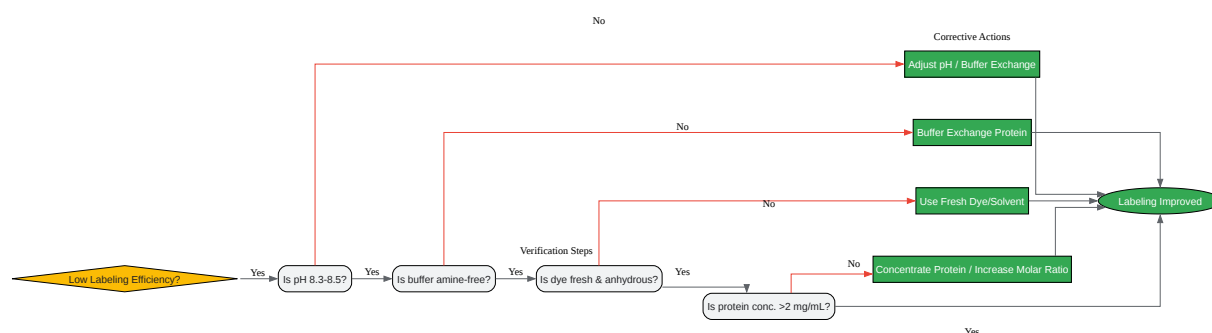 No
Corrective Actions
Adjust pH / Buffer Exchange
No
Buffer Exchange Protein
No
Use Fresh Dye/Solvent
Labeling Improved
Verification Steps
Low Labeling Efficiency?
Yes
Is pH 8.3-8.5?
Yes
Is buffer amine-free?
Yes
Is dye fresh & anhydrous?
Yes
No
Concentrate Protein / Increase Molar Ratio
Is protein conc. >2 mg/mL?
Yes